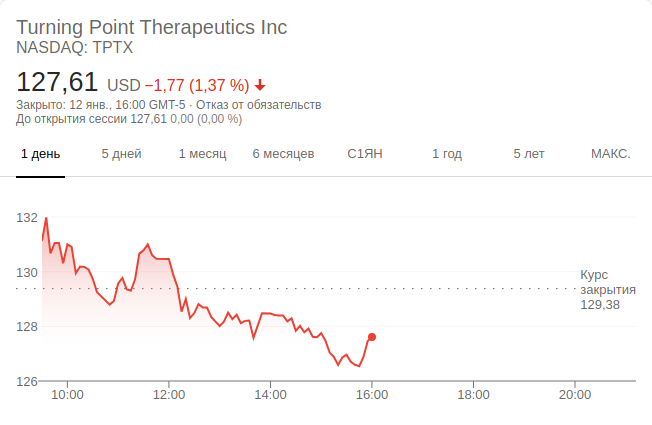 Turning Point Therapeutics Inc
NASDAQ: TPTX
127,61 USD −1,77 (1,37 %)
Закрыто: 12 янв., 16:00 GMT-5 · Отказ от обязательств
До открытия сессии 127,61 0,00 (0,00 %)
1 день 5 дней 1 месяц 6 месяцев С1ЯН 1 год 5 лет МАКС.
132
130
Курс
закрытия
129,38
128
126
10:00 12:00 14:00 16:00 18:00 20:00